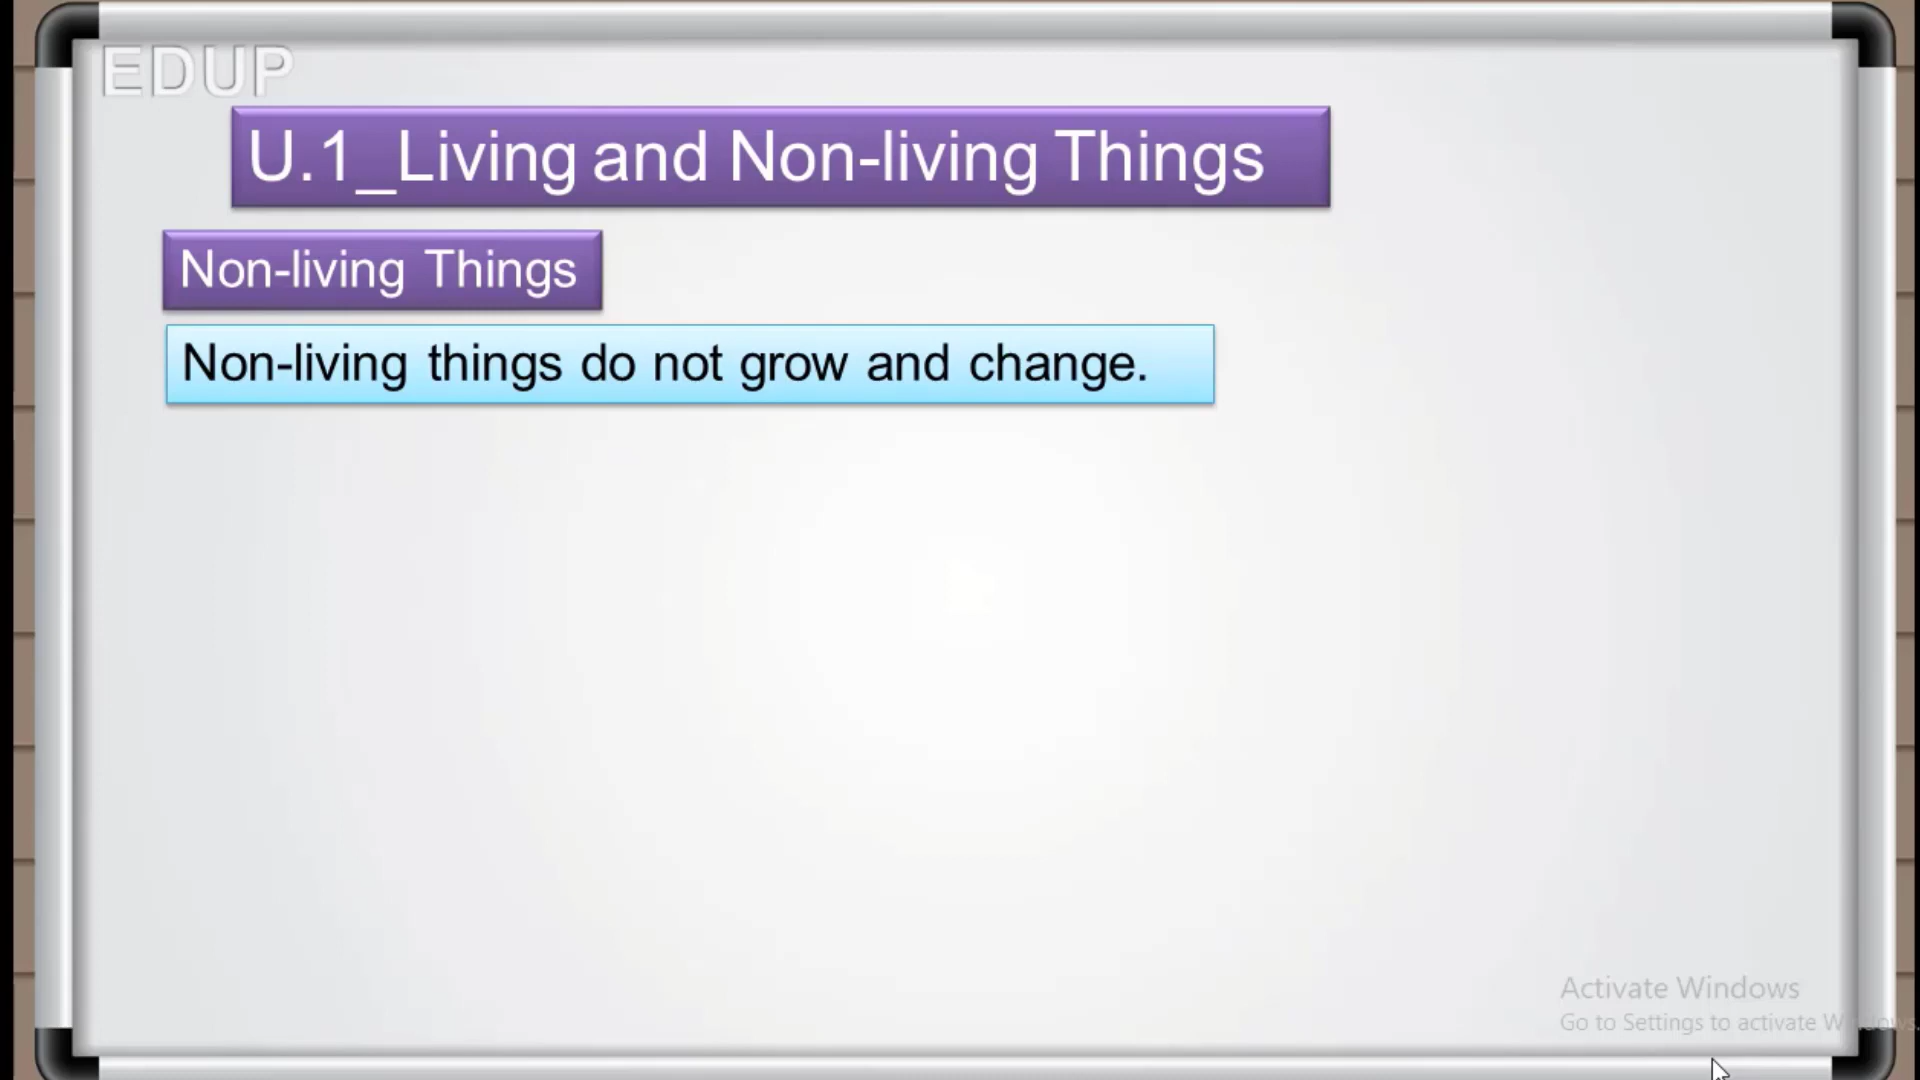 EDUP
U.1_Living and Non-living Things
Non-living Things
Non-living things do not grow and change.
Activate Windows
Go to Settings to activate Windows.